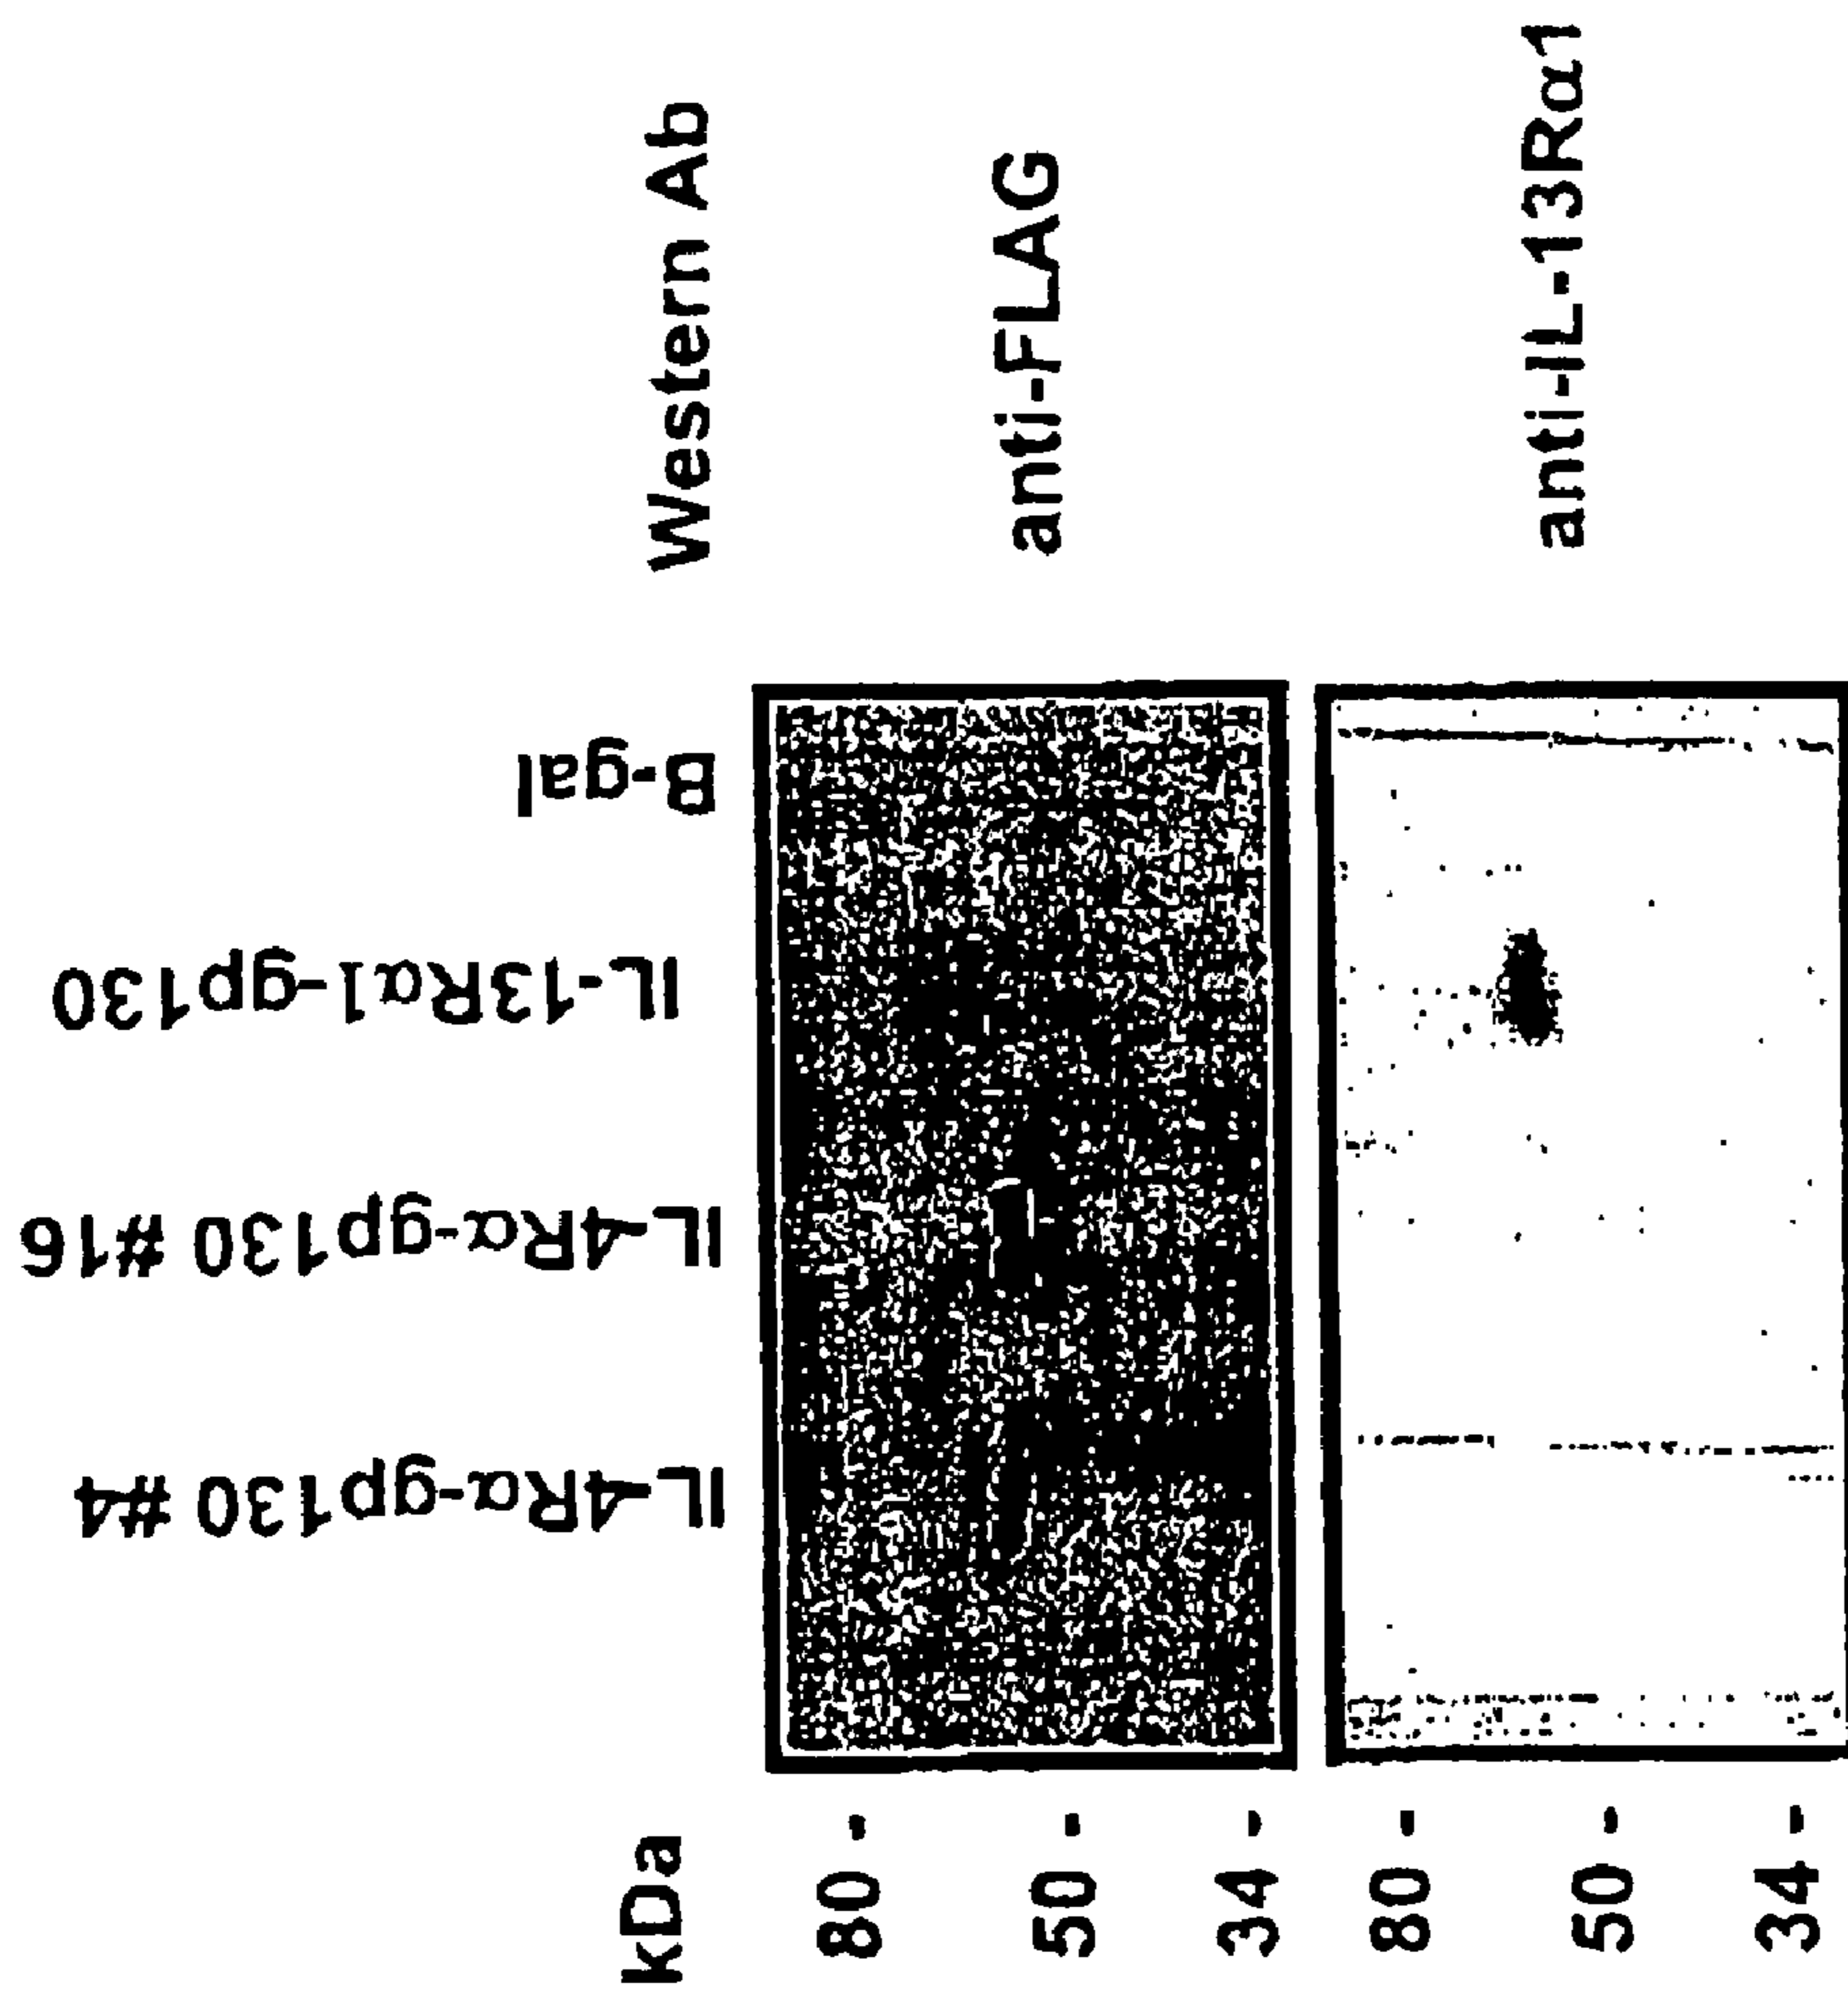 IL-4Rα-gp130 #4
IL-4Rα-gp130 #16
IL-13Rα1-gp130
B-gal
kDa
Western Ab
80 -
50 -
34 -
anti-FLAG
80 -
50 -
34 -
anti-IL-13Rα1